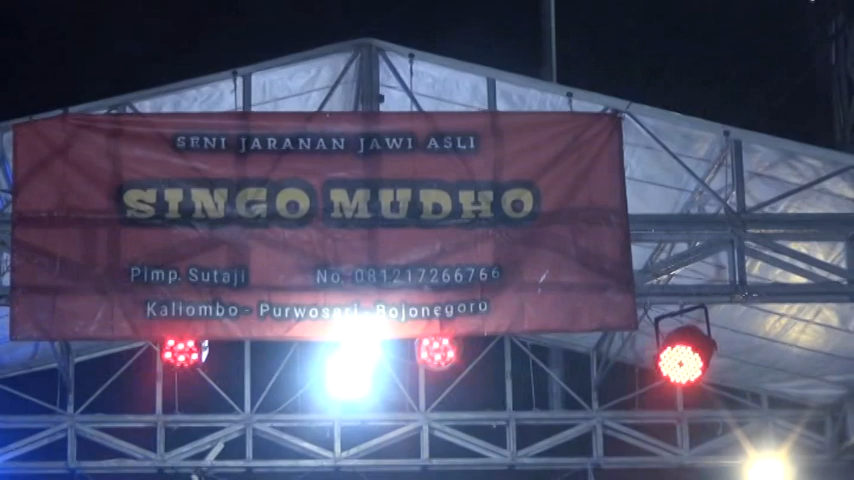 SENI JARANAN JAWI ASLI
SINGO MUDHO
Pimp. Sutaji No. 081217266766
Kaliombo - Purwosari - Bojonegoro